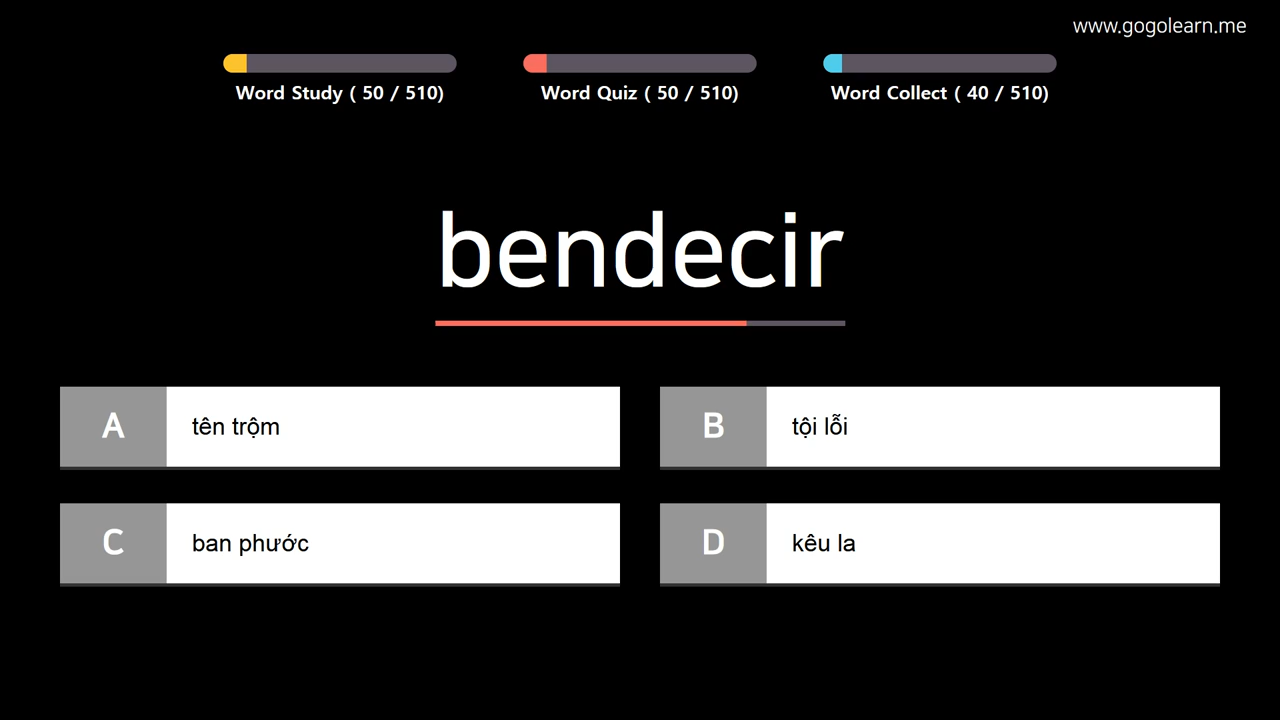 www.gogolearn.me
Word Study ( 50 / 510)
Word Quiz ( 50 / 510)
Word Collect ( 40 / 510)
bendecir
A
tên trộm
B
tội lỗi
C
ban phước
D
kêu la